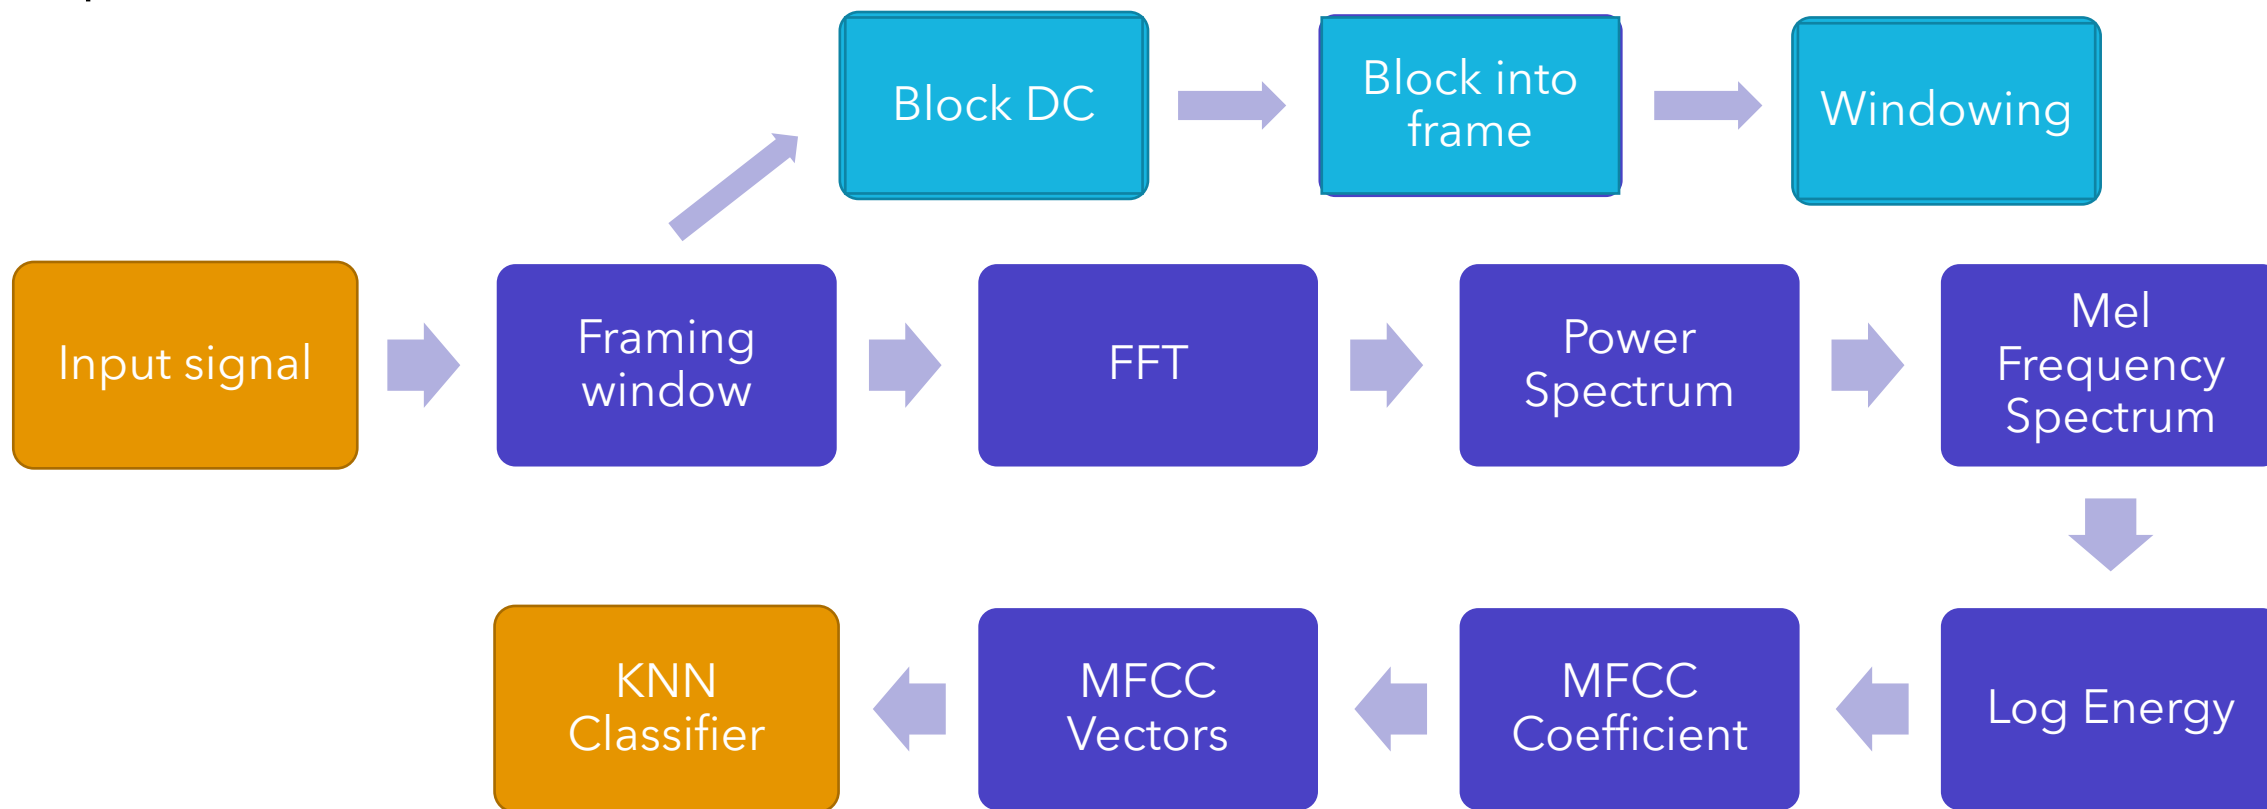 Block DC
Block into
frame
Windowing
Input signal
Framing
window
FFT
Power
Spectrum
Mel
Frequency
Spectrum
KNN
Classifier
MFCC
Vectors
MFCC
Coefficient
Log Energy